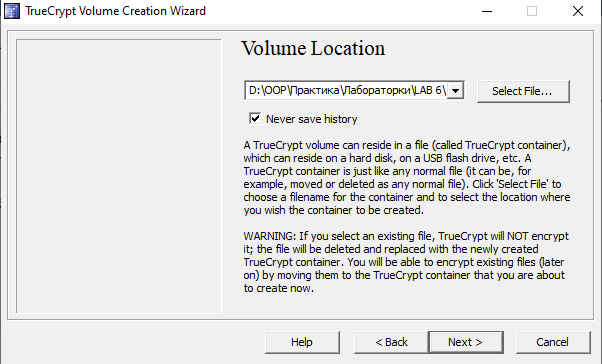 TrueCrypt Volume Creation Wizard
Volume Location
D:\OOP\Практика\Лабораторки\LAB 6\
Select File...
Never save history
A TrueCrypt volume can reside in a file (called TrueCrypt container),
which can reside on a hard disk, on a USB flash drive, etc. A
TrueCrypt container is just like any normal file (it can be, for
example, moved or deleted as any normal file). Click 'Select File' to
choose a filename for the container and to select the location where
you wish the container to be created.
WARNING: If you select an existing file, TrueCrypt will NOT encrypt
it; the file will be deleted and replaced with the newly created
TrueCrypt container. You will be able to encrypt existing files (later
on) by moving them to the TrueCrypt container that you are about
to create now.
Help
< Back
Next >
Cancel